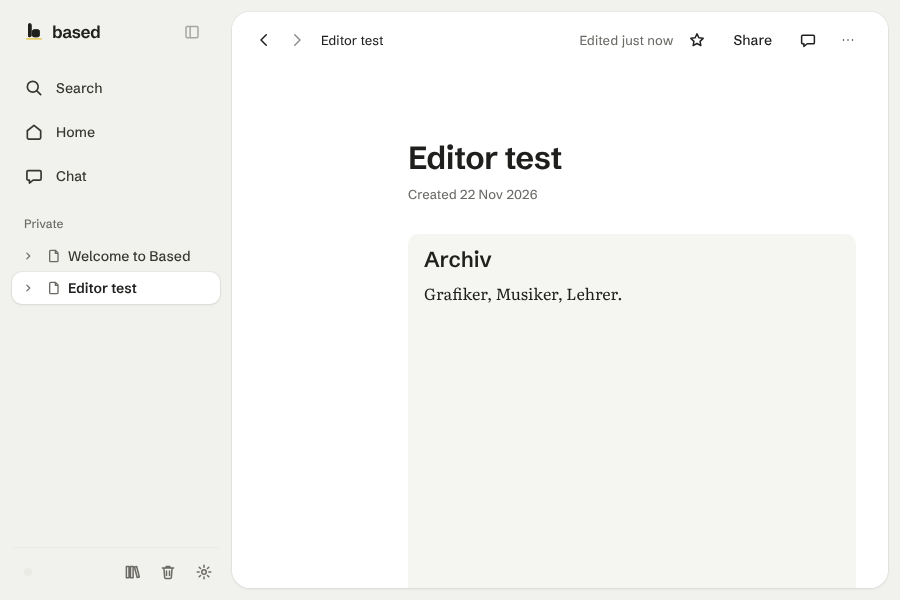 based
Search
Home
Chat
Private
Welcome to Based
Editor test
Editor test
Edited just now
Share
Editor test
Created 22 Nov 2026
Archiv
Grafiker, Musiker, Lehrer.